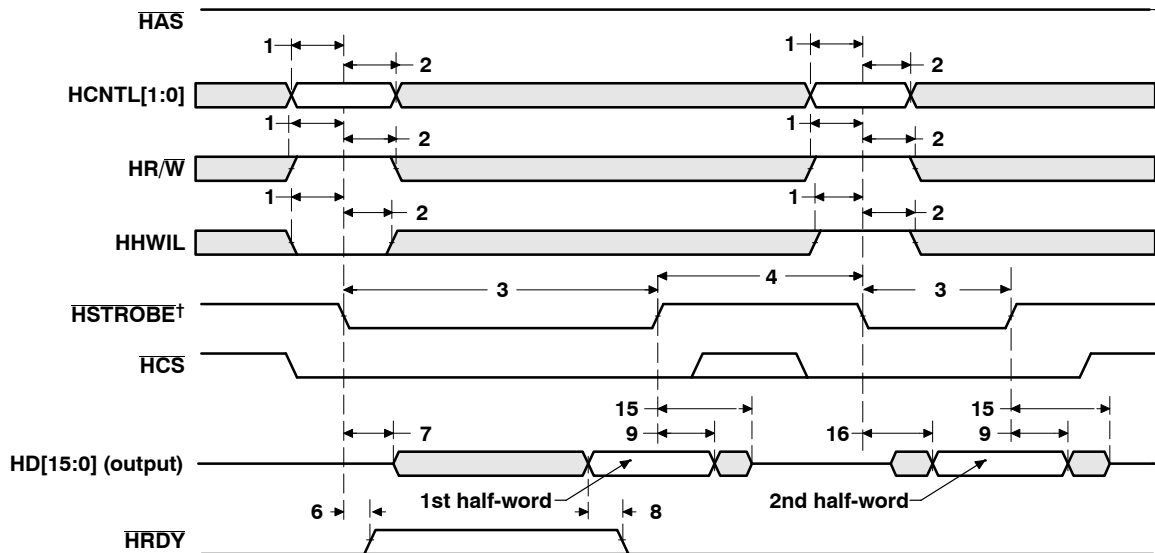 HAS
1
1
2
2
HCNTL[1:0]
1
1
2
2
HR/W
1
1
2
2
HHWIL
4
3
3
HSTROBE†
HCS
15
15
7
9
16
9
HD[15:0] (output)
1st half-word
2nd half-word
6
8
HRDY